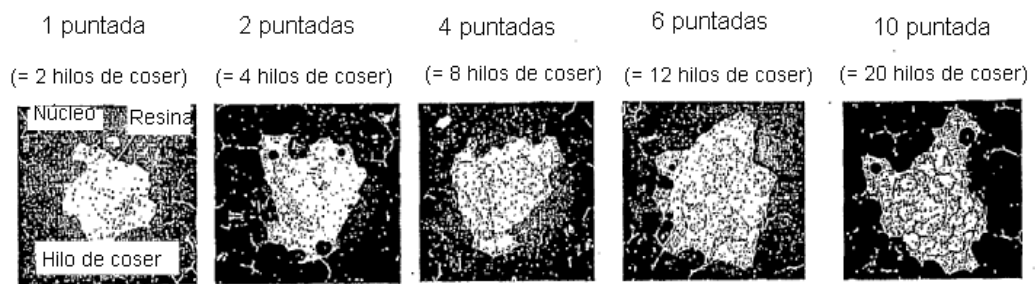 1 puntada
2 puntadas
4 puntadas
6 puntadas
10 puntada
(= 2 hilos de coser)
(= 4 hilos de coser)
(= 8 hilos de coser)
(= 12 hilos de coser)
(= 20 hilos de coser)
Núcleo
Resina
Hilo de coser